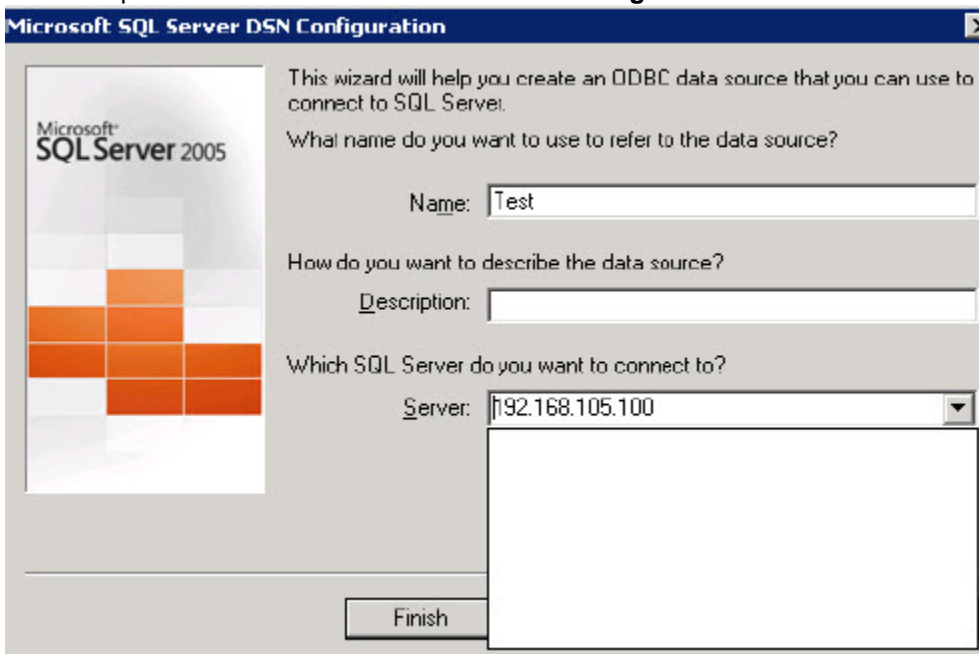 Microsoft SQL Server DSN Configuration
This wizard will help you create an ODBC data source that you can use to
connect to SQL Server.
What name do you want to use to refer to the data source?
Microsoft
SQL Server 2005
Name: Test
How do you want to describe the data source?
Description:
Which SQL Server do you want to connect to?
Server: 192.168.105.100
Finish